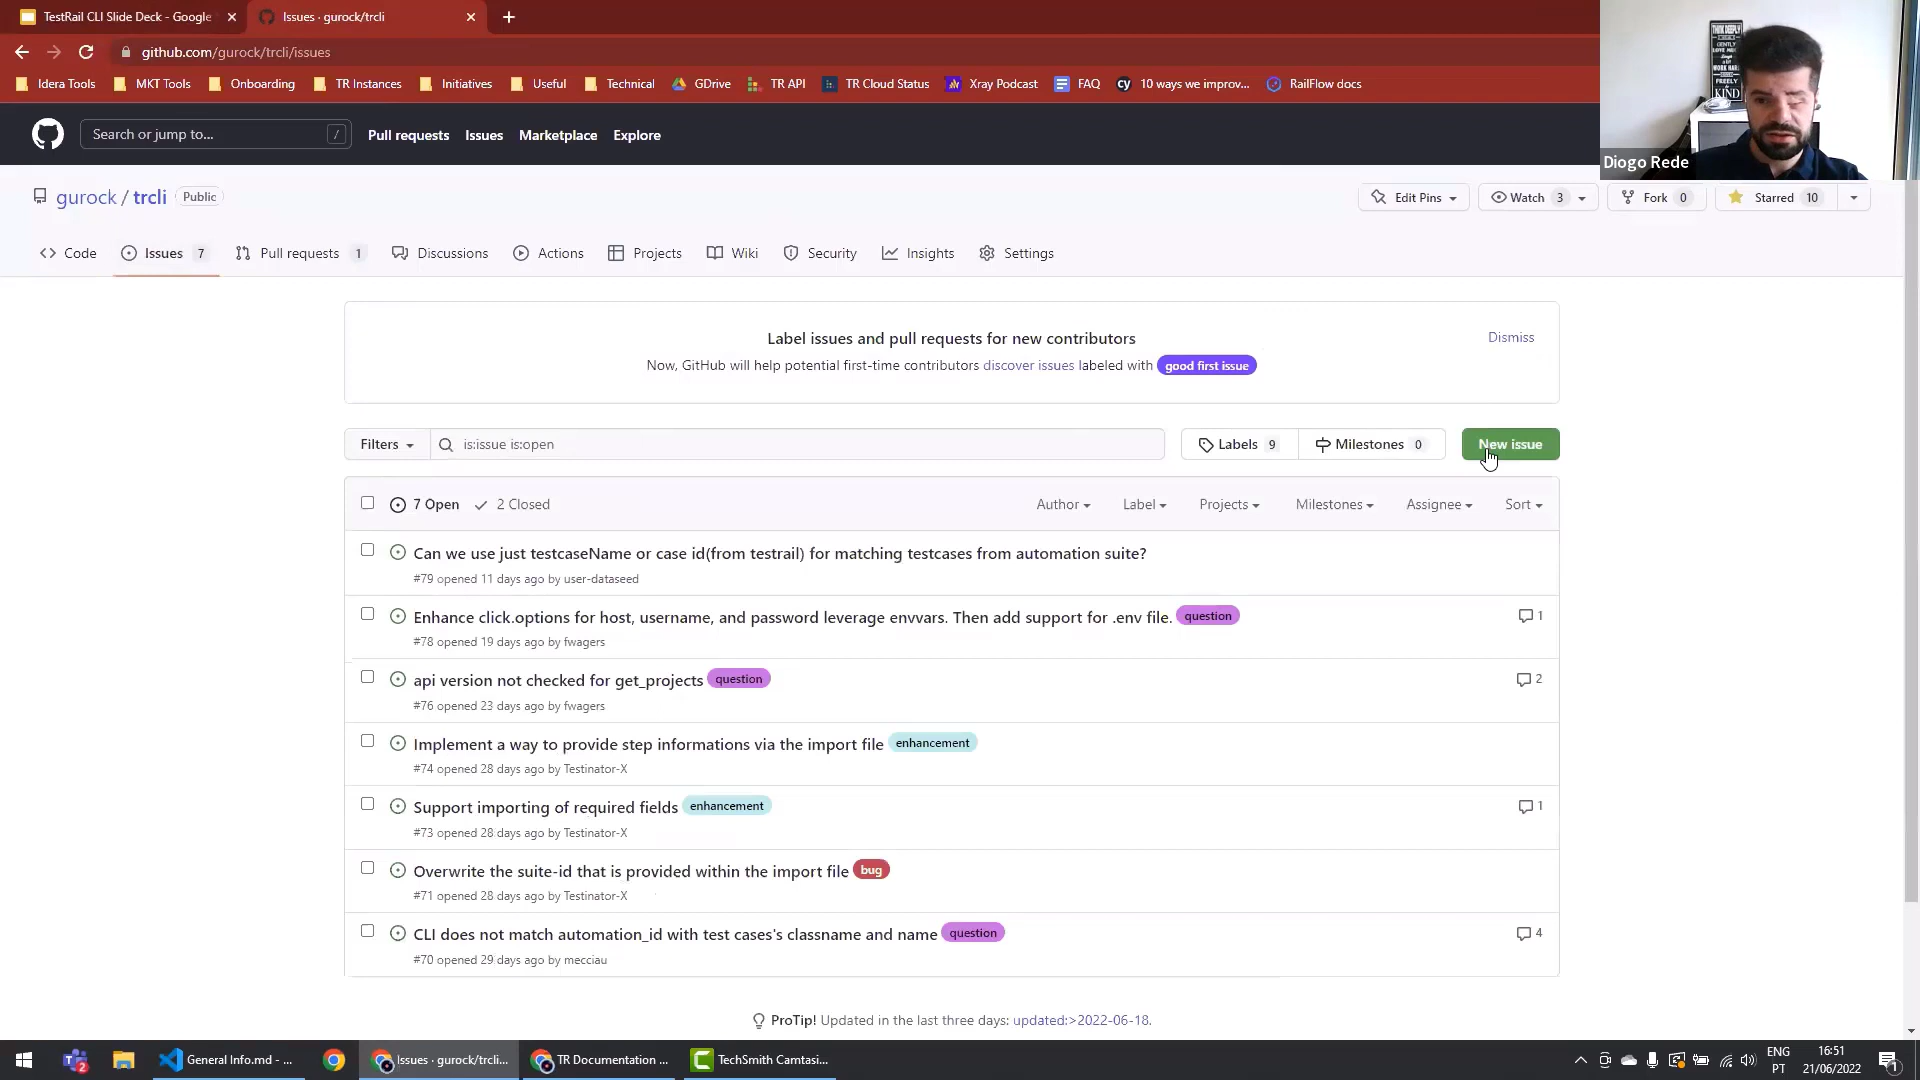 TestRail CLI Slide Deck - Google
Issues · gurock/trcli
github.com/gurock/trcli/issues
Idera Tools
MKT Tools
Onboarding
TR Instances
Initiatives
Useful
Technical
GDrive
TR API
TR Cloud Status
Xray Podcast
FAQ
cy
10 ways we improv...
RailFlow docs
Search or jump to...
/
Pull requests
Issues
Marketplace
Explore
THINK DEEPLY
WORK HARD
FREELY
KIND
Diogo Rede
gurock / trcli
Public
Edit Pins
Watch 3
Fork 0
Starred 10
Code
Issues 7
Pull requests 1
Discussions
Actions
Projects
Wiki
Security
Insights
Settings
Label issues and pull requests for new contributors
Dismiss
Now, GitHub will help potential first-time contributors discover issues labeled with good first issue
Filters
is:issue is:open
Labels 9
Milestones 0
New issue
7 Open
2 Closed
Author
Label
Projects
Milestones
Assignee
Sort
Can we use just testcaseName or case id(from testrail) for matching testcases from automation suite?
#79 opened 11 days ago by user-dataseed
Enhance click.options for host, username, and password leverage envvars. Then add support for .env file. question
1
#78 opened 19 days ago by fwagers
api version not checked for get_projects question
2
#76 opened 23 days ago by fwagers
Implement a way to provide step informations via the import file enhancement
#74 opened 28 days ago by Testinator-X
Support importing of required fields enhancement
1
#73 opened 28 days ago by Testinator-X
Overwrite the suite-id that is provided within the import file bug
#71 opened 28 days ago by Testinator-X
CLI does not match automation_id with test cases's classname and name question
4
#70 opened 29 days ago by mecciau
ProTip! Updated in the last three days: updated:>2022-06-18.
2
General Info.md - ...
Issues · gurock/trcli...
TR Documentation ...
TechSmith Camtasi...
ENG
PT
16:51
21/06/2022
1